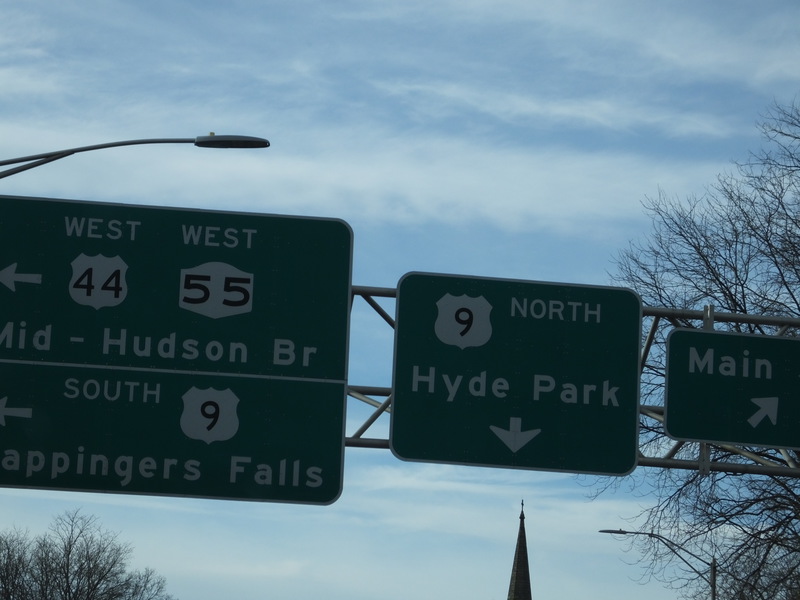 WEST WEST
44 55
Mid - Hudson Br
SOUTH 9
appingers Falls
9 NORTH
Hyde Park
Main